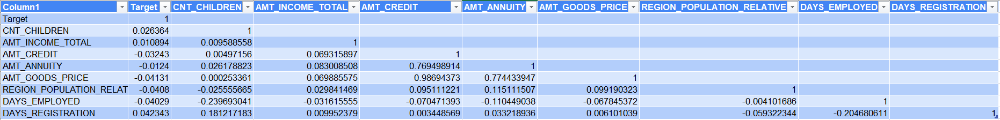 Column1 Target CNT_CHILDREN AMT_INCOME_TOTAL AMT_CREDIT AMT_ANNUITY AMT_GOODS_PRICE REGION_POPULATION_RELATIVE DAYS_EMPLOYED DAYS_REGISTRATION
Target 1
CNT_CHILDREN 0.026364 1
AMT_INCOME_TOTAL 0.010894 0.009588558 1
AMT_CREDIT -0.03243 0.00497156 0.069315897 1
AMT_ANNUITY -0.0124 0.026178823 0.083008508 0.769498914 1
AMT_GOODS_PRICE -0.04131 0.000253361 0.069885575 0.98694373 0.774433947 1
REGION_POPULATION_RELAT -0.0408 -0.025555665 0.029841469 0.095111221 0.115111507 0.099190323 1
DAYS_EMPLOYED -0.04029 -0.239693041 -0.031615555 -0.070471393 -0.110449038 -0.067845372 -0.004101686 1
DAYS_REGISTRATION 0.042343 0.181217183 0.009952379 0.003448569 0.033218936 0.006101039 -0.059322344 -0.204680611 1